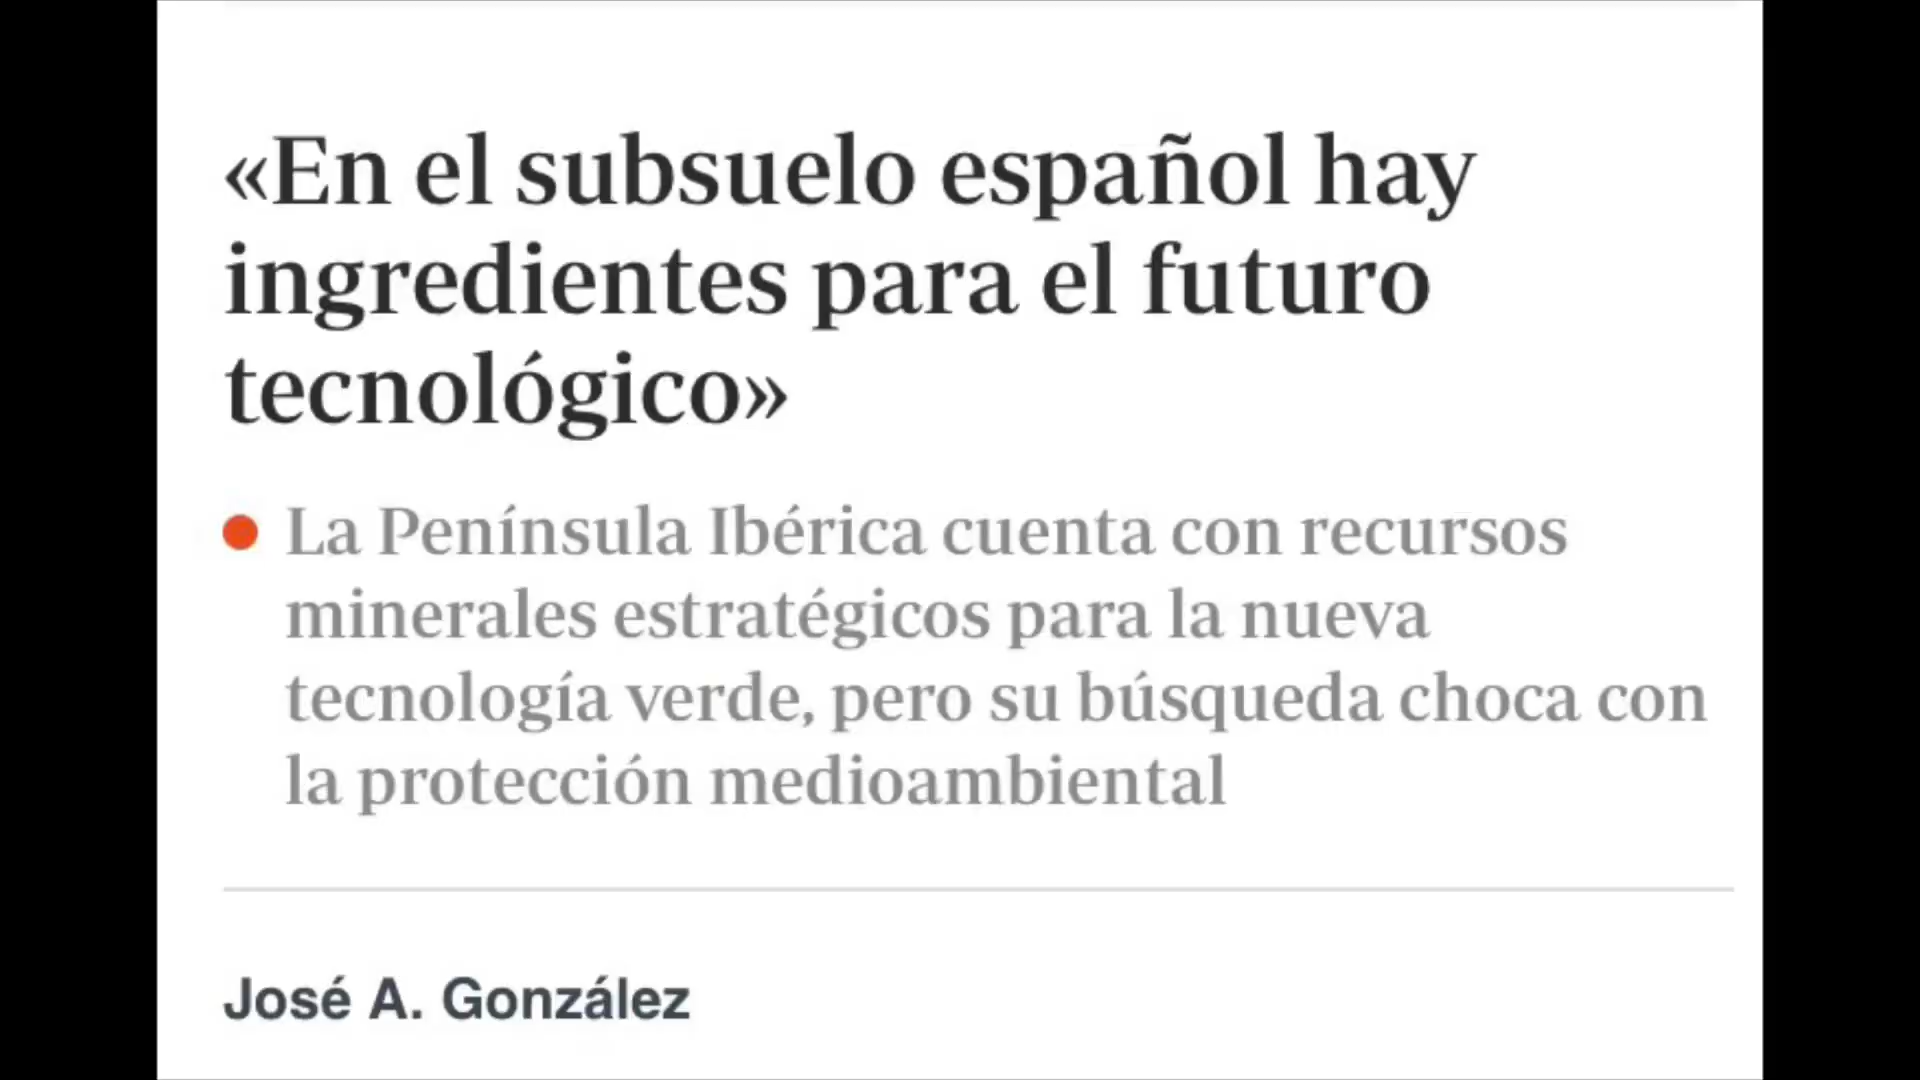 «En el subsuelo español hay
ingredientes para el futuro
tecnológico»
La Península Ibérica cuenta con recursos
minerales estratégicos para la nueva
tecnología verde, pero su búsqueda choca con
la protección medioambiental
José A. González